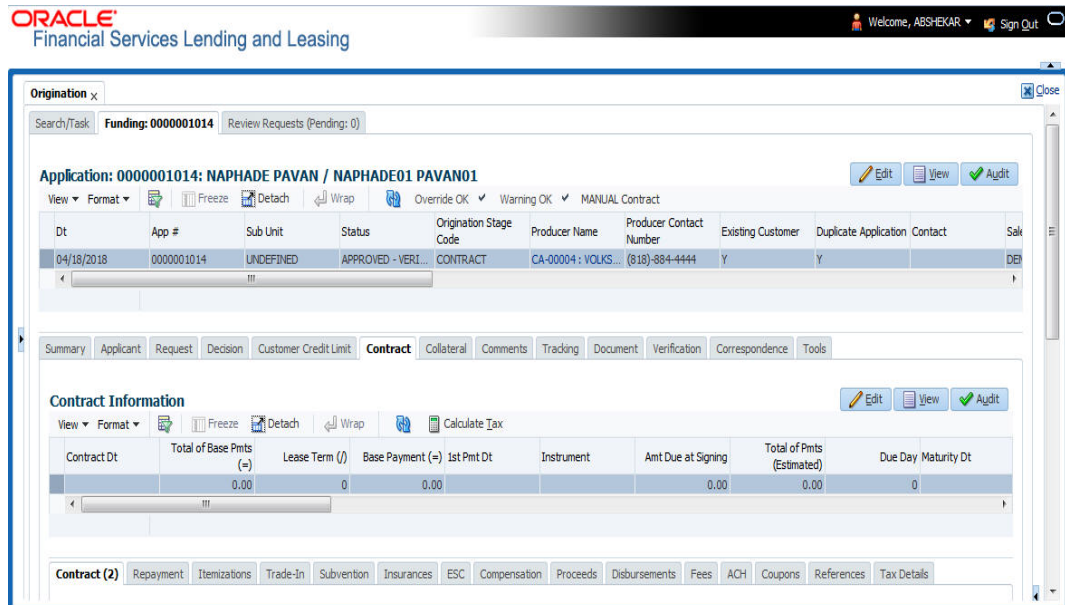 ORACLE
Financial Services Lending and Leasing
Welcome, ABSHEKAR Sign Out
Origination x
Close
Search/Task Funding: 0000001014 Review Requests (Pending: 0)
Application: 0000001014: NAPHADE PAVAN / NAPHADE01 PAVAN01
Edit View Audit
View Format Freeze Detach Wrap Override OK Warning OK MANUAL Contract
Dt App # Sub Unit Status Origination Stage Code Producer Name Producer Contact Number Existing Customer Duplicate Application Contact Sale
04/18/2018 0000001014 UNDEFINED APPROVED - VERI... CONTRACT CA-00004 : VOLKS... (818)-884-4444 Y Y
Summary Applicant Request Decision Customer Credit Limit Contract Collateral Comments Tracking Document Verification Correspondence Tools
Contract Information
Edit View Audit
View Format Freeze Detach Wrap Calculate Tax
Contract Dt Total of Base Pmts (=) Lease Term (/) Base Payment (=) 1st Pmt Dt Instrument Amt Due at Signing Total of Pmts (Estimated) Due Day Maturity Dt
0.00 0 0.00 0.00 0.00 0
Contract (2) Repayment Itemizations Trade-In Subvention Insurances ESC Compensation Proceeds Disbursements Fees ACH Coupons References Tax Details